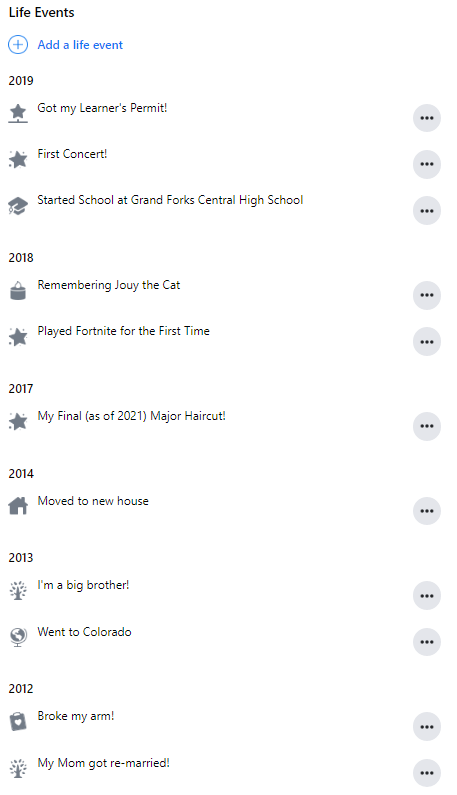 Life Events
Add a life event
2019
Got my Learner's Permit!
First Concert!
Started School at Grand Forks Central High School
2018
Remembering Jouy the Cat
Played Fortnite for the First Time
2017
My Final (as of 2021) Major Haircut!
2014
Moved to new house
2013
I'm a big brother!
Went to Colorado
2012
Broke my arm!
My Mom got re-married!